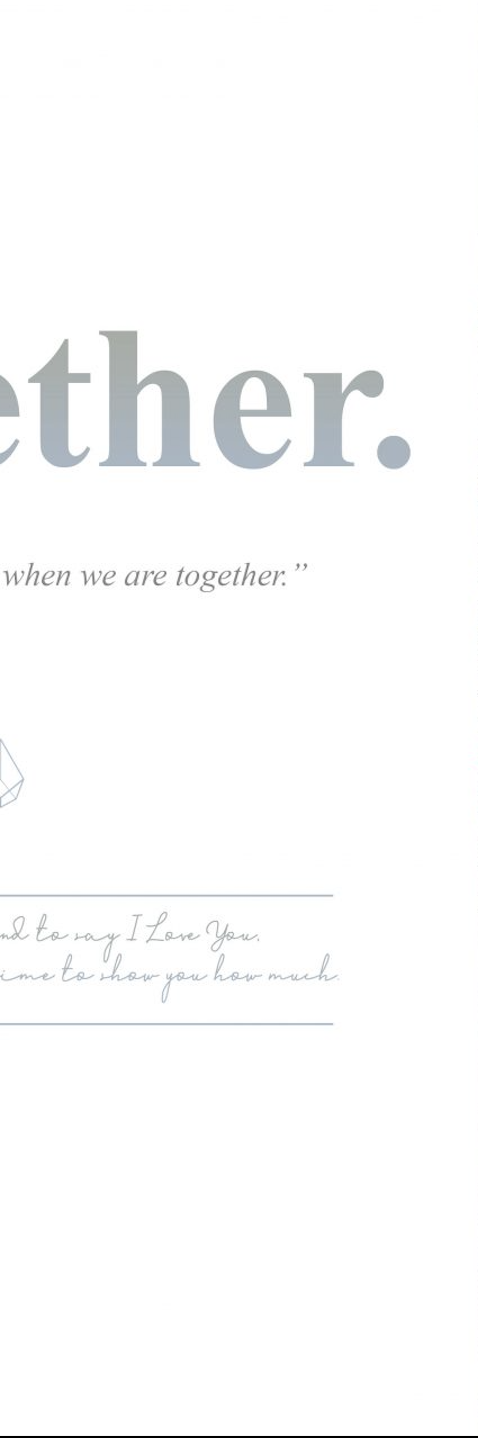 ether.
when we are together.”
nd to say I Love You.
ime to show you how much.